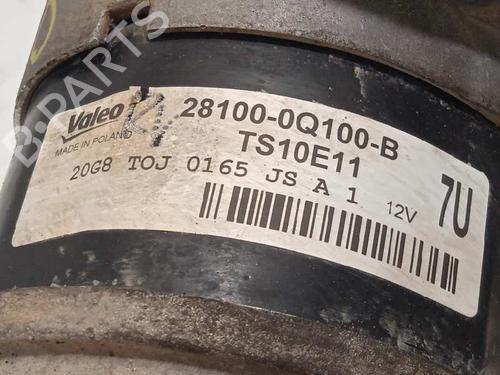 Valeo
MADE IN POLAND
28100-0Q100-B
TS10E11
20G8 TOJ 0165 JS A 1
12V
7U
B-PARTS